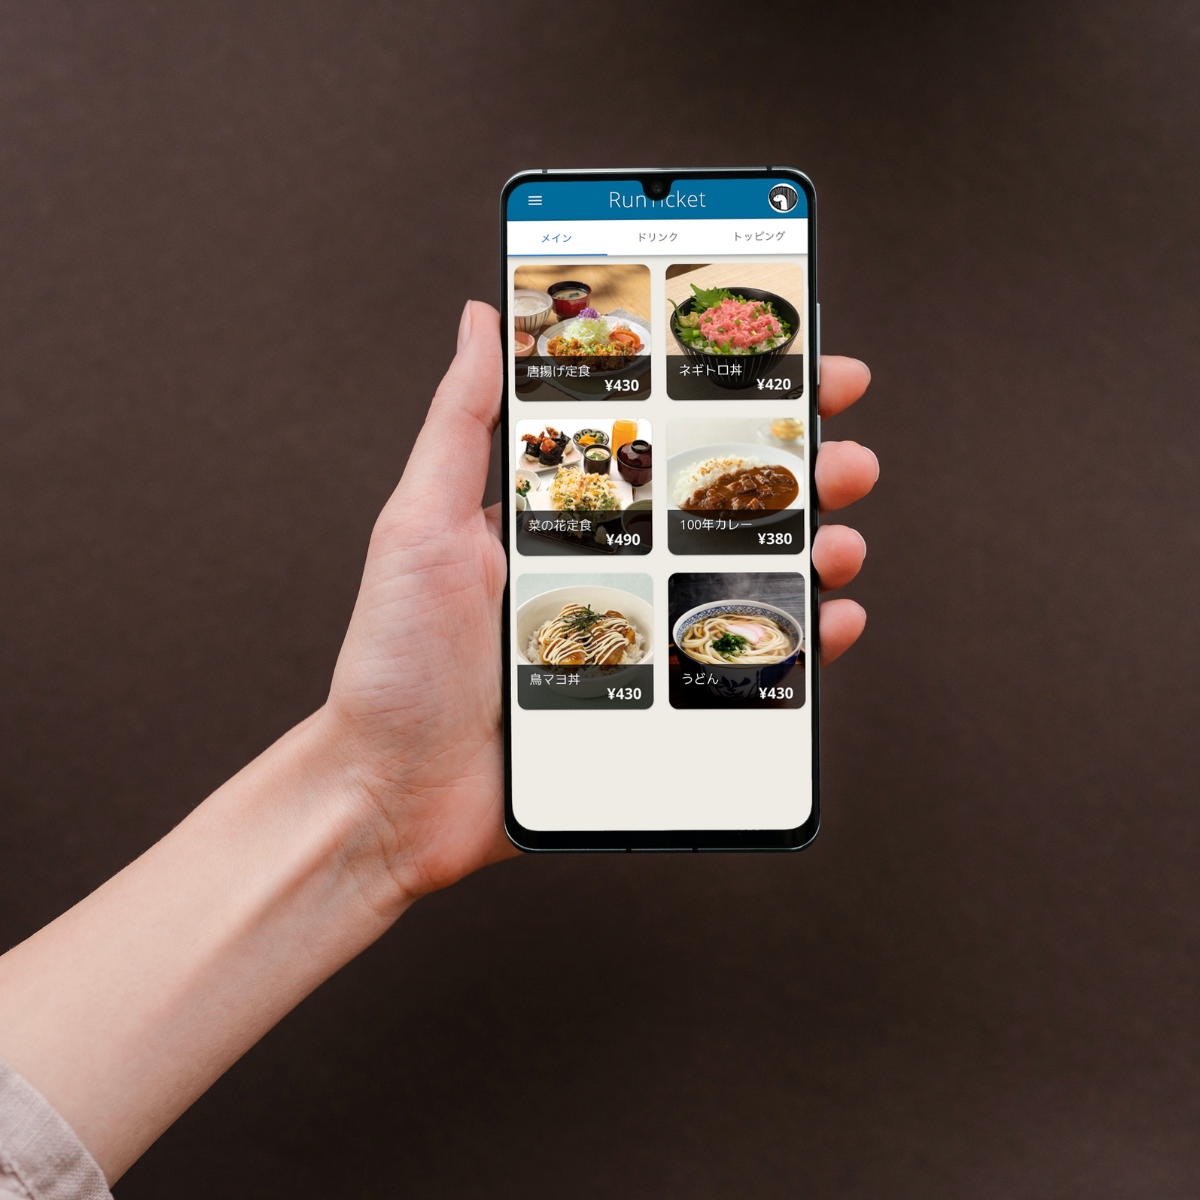 RunTicket
メイン ドリンク トッピング
唐揚げ定食
¥430
ネギトロ丼
¥420
菜の花定食
¥490
100年カレー
¥380
鳥マヨ丼
¥430
うどん
¥430